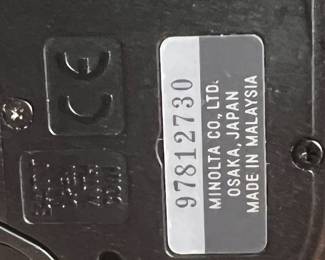 CE
97812730
MINOLTA CO., LTD.
OSAKA, JAPAN
MADE IN MALAYSIA